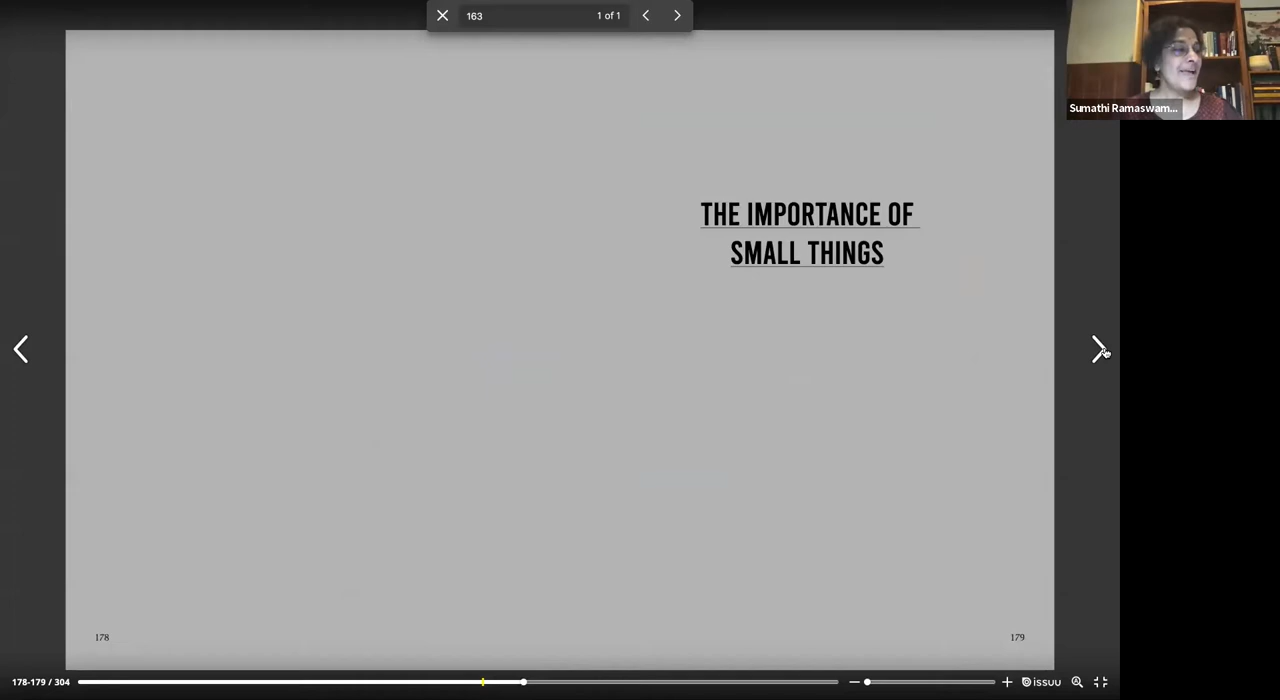 163
1 of 1
Sumathi Ramaswam...
THE IMPORTANCE OF
SMALL THINGS
178
179
178-179 / 304
issuu